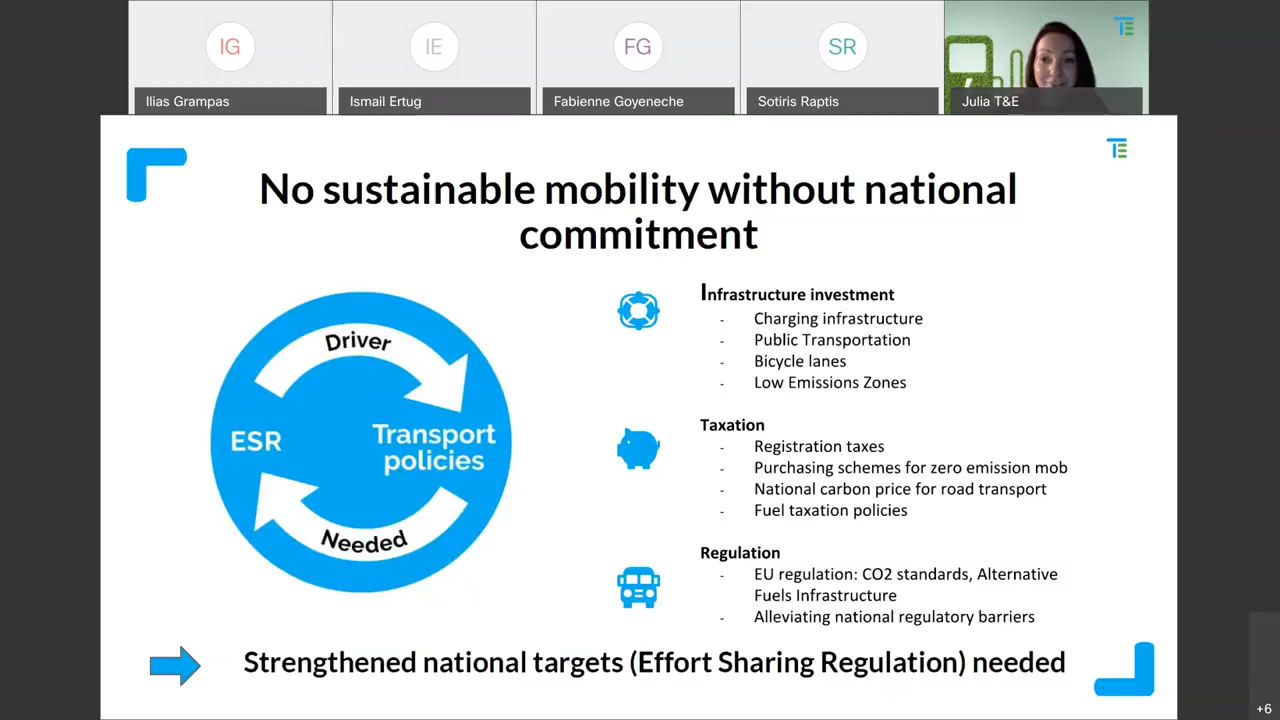 IG
IE
FG
SR
TE
Ilias Grampas
Ismail Ertug
Fabienne Goyeneche
Sotiris Raptis
Julia T&E
TE
No sustainable mobility without national
commitment
Driver
ESR
Transport
policies
Needed
Infrastructure investment
- Charging infrastructure
- Public Transportation
- Bicycle lanes
- Low Emissions Zones
Taxation
- Registration taxes
- Purchasing schemes for zero emission mob
- National carbon price for road transport
- Fuel taxation policies
Regulation
- EU regulation: CO2 standards, Alternative
Fuels Infrastructure
- Alleviating national regulatory barriers
Strengthened national targets (Effort Sharing Regulation) needed
+6